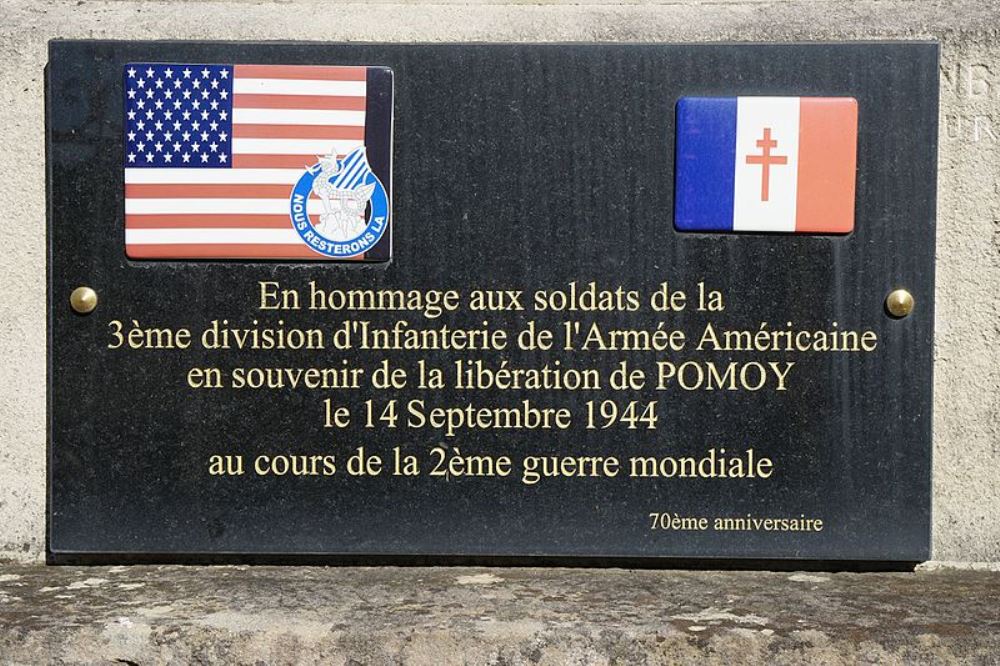 NOUS RESTERONS LA
En hommage aux soldats de la
3ème division d'Infanterie de l'Armée Américaine
en souvenir de la libération de POMOY
le 14 Septembre 1944
au cours de la 2ème guerre mondiale
70ème anniversaire